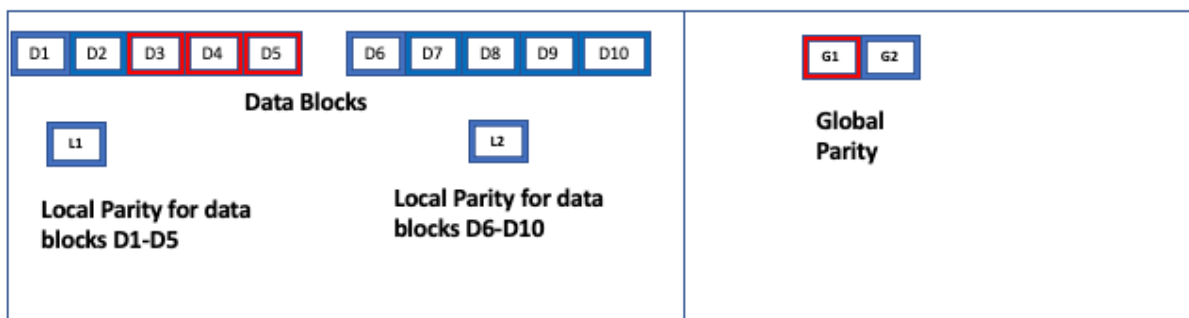 D1 D2 D3 D4 D5 D6 D7 D8 D9 D10
Data Blocks
L1 L2
Local Parity for data
blocks D1-D5
Local Parity for data
blocks D6-D10
G1 G2
Global
Parity